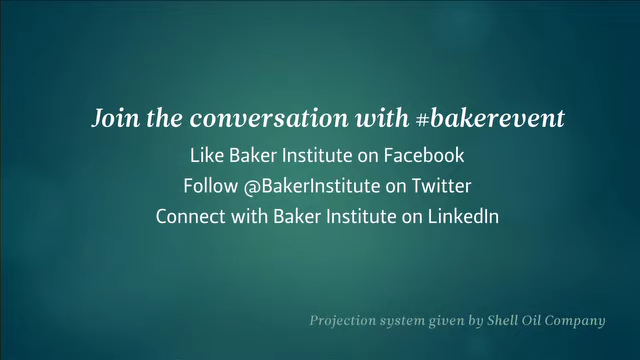 Join the conversation with #bakerevent
Like Baker Institute on Facebook
Follow @BakerInstitute on Twitter
Connect with Baker Institute on LinkedIn
Projection system given by Shell Oil Company